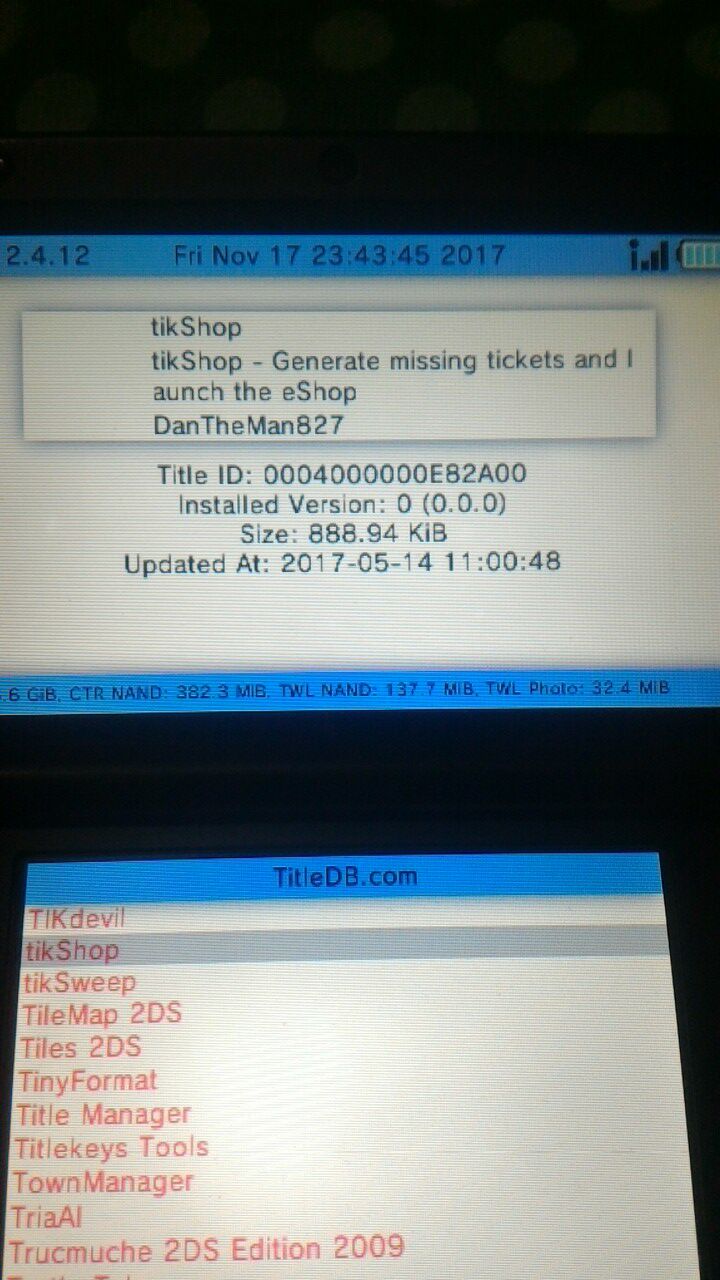 2.4.12 Fri Nov 17 23:43:45 2017
tikShop
tikShop - Generate missing tickets and l
aunch the eShop
DanTheMan827
Title ID: 0004000000E82A00
Installed Version: 0 (0.0.0)
Size: 888.94 KiB
Updated At: 2017-05-14 11:00:48
.6 GiB, CTR NAND: 382.3 MiB, TWL NAND: 137.7 MiB, TWL Photo: 32.4 MiB
TitleDB.com
TIKdevil
tikShop
tikSweep
TileMap 2DS
Tiles 2DS
TinyFormat
Title Manager
Titlekeys Tools
TownManager
TriaAl
Trucmuche 2DS Edition 2009